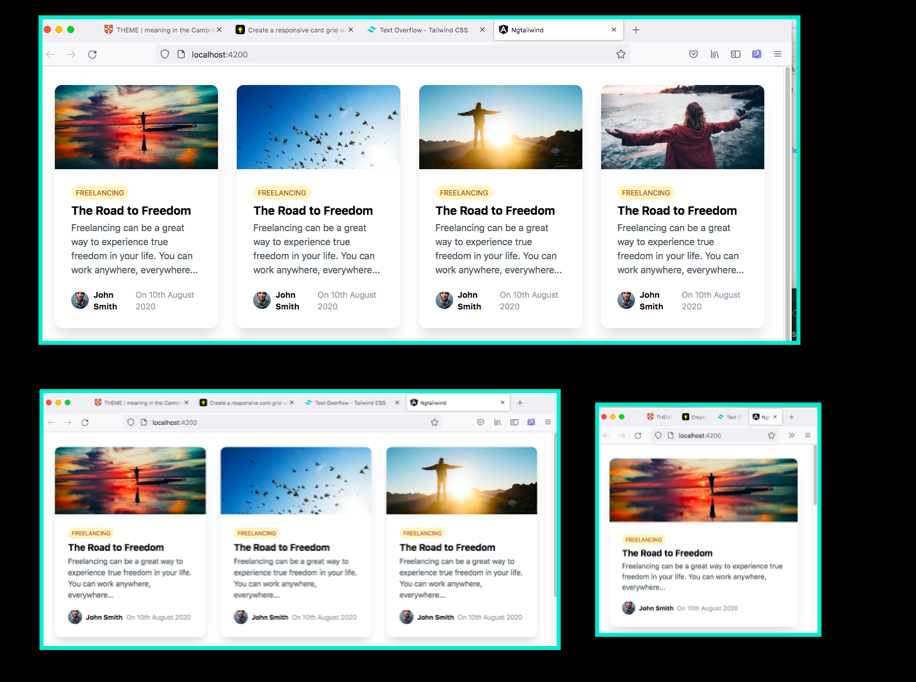 THEME | meaning in the Cambri
Create a responsive card grid w
Text Overflow - Tailwind CSS
Ngtailwind
localhost:4200
FREELANCING
FREELANCING
FREELANCING
FREELANCING
The Road to Freedom
The Road to Freedom
The Road to Freedom
The Road to Freedom
Freelancing can be a great
way to experience true
freedom in your life. You can
work anywhere, everywhere...
Freelancing can be a great
way to experience true
freedom in your life. You can
work anywhere, everywhere...
Freelancing can be a great
way to experience true
freedom in your life. You can
work anywhere, everywhere...
Freelancing can be a great
way to experience true
freedom in your life. You can
work anywhere, everywhere...
John
Smith
On 10th August
2020
John
Smith
On 10th August
2020
John
Smith
On 10th August
2020
John
Smith
On 10th August
2020
THEME | meaning in the Cambri
Create a responsive card grid w
Text Overflow - Tailwind CSS
Ngtailwind
localhost:4200
FREELANCING
FREELANCING
FREELANCING
The Road to Freedom
The Road to Freedom
The Road to Freedom
Freelancing can be a great way to
experience true freedom in your life.
You can work anywhere,
everywhere...
Freelancing can be a great way to
experience true freedom in your life.
You can work anywhere,
everywhere...
Freelancing can be a great way to
experience true freedom in your life.
You can work anywhere,
everywhere...
John Smith On 10th August 2020
John Smith On 10th August 2020
John Smith On 10th August 2020
localhost:4200
FREELANCING
The Road to Freedom
Freelancing can be a great way to experience true
freedom in your life. You can work anywhere,
everywhere...
John Smith On 10th August 2020